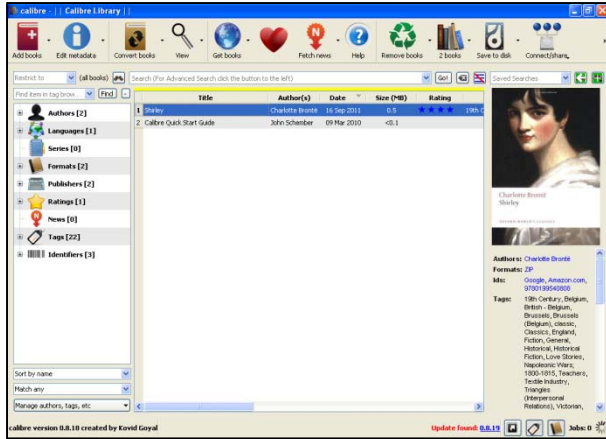 calibre - || Calibre Library ||
Add books Edit metadata Convert books View Get books Fetch news Help Remove books 2 books Save to disk Connect/share
Restrict to (all books) Search (For Advanced Search click the button to the left) Go! Saved Searches
Find item in tag brow... Find
Title Author(s) Date Size (MB) Rating
1 Shirley Charlotte Brontë 16 Sep 2011 0.5 ★★★★ 19th C
2 Calibre Quick Start Guide John Schember 09 Mar 2010 <0.1
Authors [2]
Languages [1]
Series [0]
Formats [2]
Publishers [2]
Ratings [1]
News [0]
Tags [22]
Identifiers [3]
Sort by name
Match any
Manage authors, tags, etc
Charlotte Brontë
Shirley
OXFORD WORLD'S CLASSICS
Authors: Charlotte Brontë
Formats: ZIP
Ids: Google, Amazon.com,
9780199540808
Tags: 19th Century, Belgium,
British - Belgium,
Brussels, Brussels
(Belgium), classic,
Classics, England,
Fiction, General,
Historical, Historical
Fiction, Love Stories,
Napoleonic Wars,
1800-1815, Teachers,
Textile Industry,
Triangles
(Interpersonal
Relations), Victorian,
calibre version 0.8.18 created by Kovid Goyal
Update found: 0.8.19 Jobs: 0